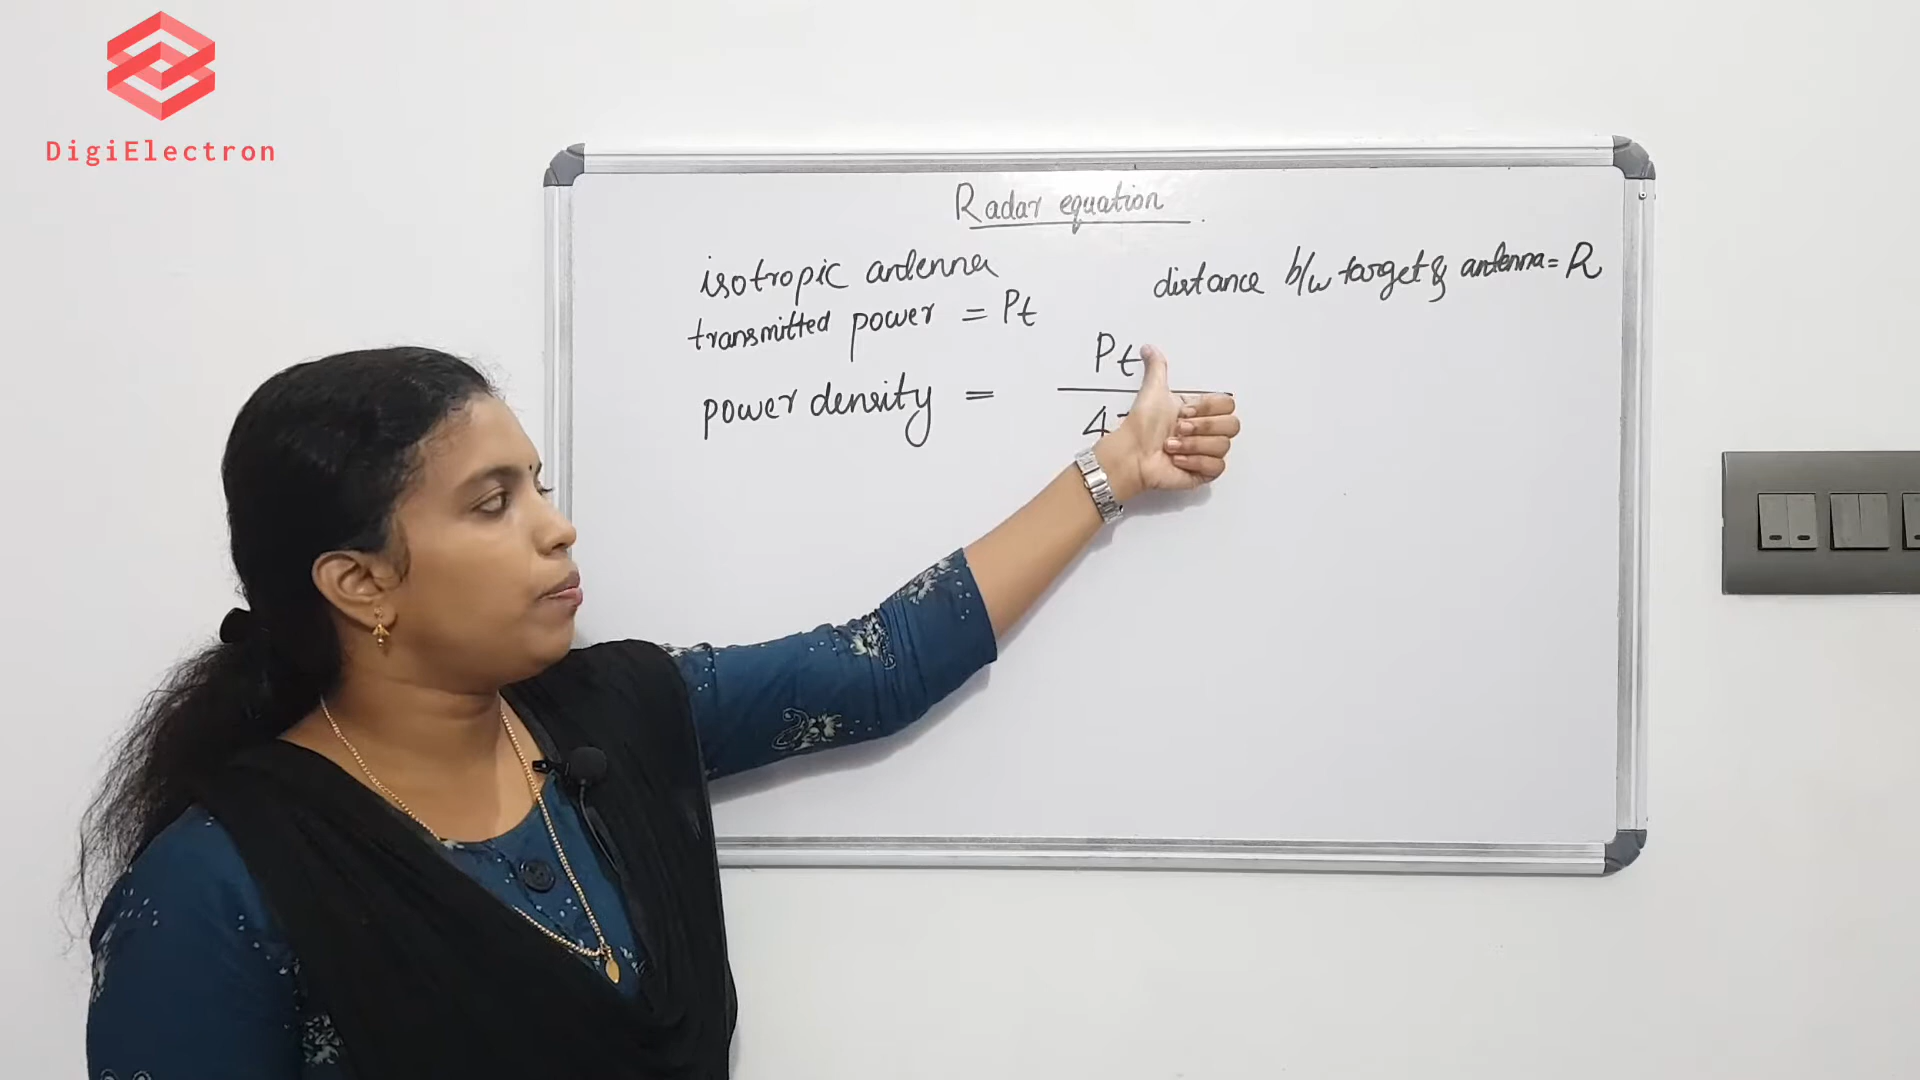 DigiElectron
Radar equation
isotropic antenna
distance b/w target & antenna = R
transmitted power = Pt
power density = Pt
4